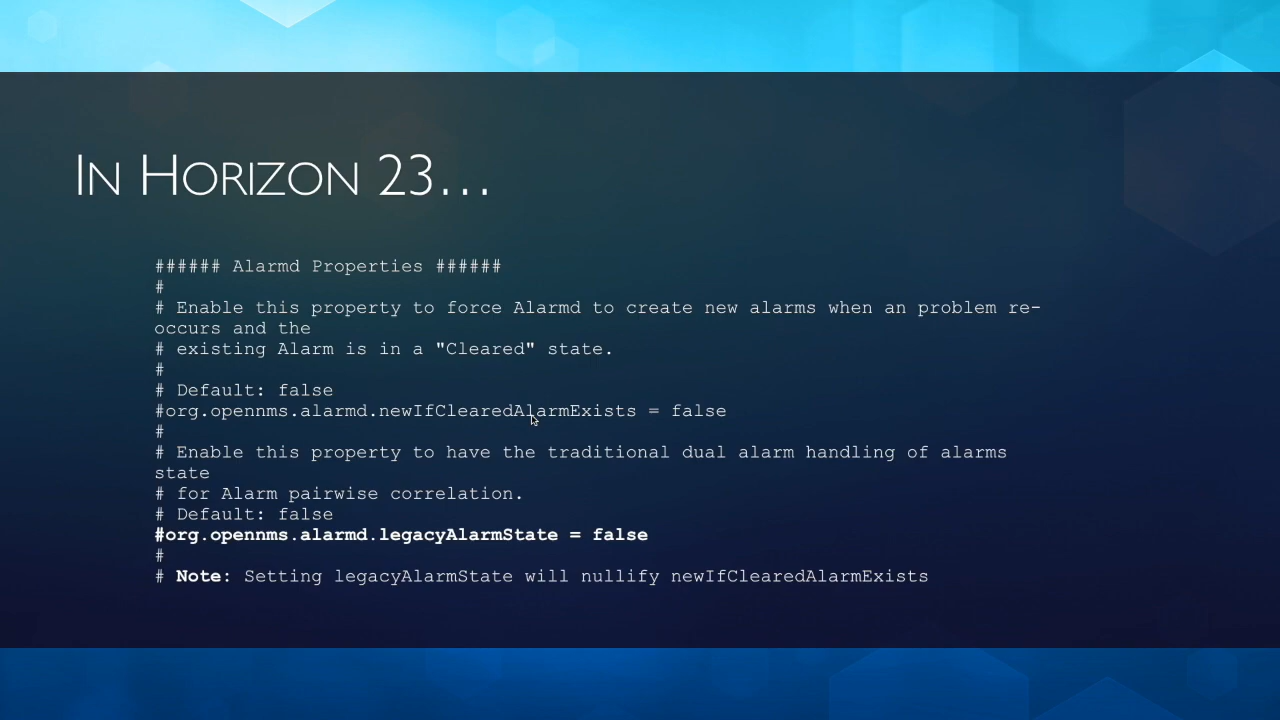 IN HORIZON 23...
###### Alarmd Properties ######
#
# Enable this property to force Alarmd to create new alarms when an problem re-
occurs and the
# existing Alarm is in a "Cleared" state.
#
# Default: false
#org.opennms.alarmd.newIfClearedAlarmExists = false
#
# Enable this property to have the traditional dual alarm handling of alarms
state
# for Alarm pairwise correlation.
# Default: false
#org.opennms.alarmd.legacyAlarmState = false
#
# Note: Setting legacyAlarmState will nullify newIfClearedAlarmExists